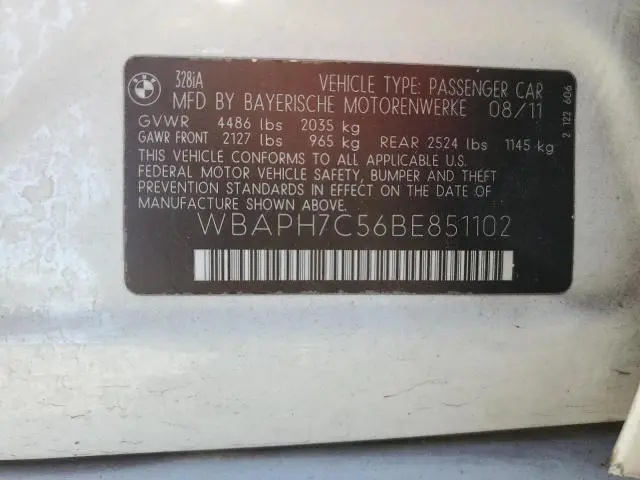 BMW
328iA
VEHICLE TYPE: PASSENGER CAR
MFD BY BAYERISCHE MOTORENWERKE 08/11
GVWR 4486 lbs 2035 kg
GAWR FRONT 2127 lbs 965 kg REAR 2524 lbs 1145 kg
THIS VEHICLE CONFORMS TO ALL APPLICABLE U.S.
FEDERAL MOTOR VEHICLE SAFETY, BUMPER AND THEFT
PREVENTION STANDARDS IN EFFECT ON THE DATE OF
MANUFACTURE SHOWN ABOVE.
WBAPH7C56BE851102
2 122 606